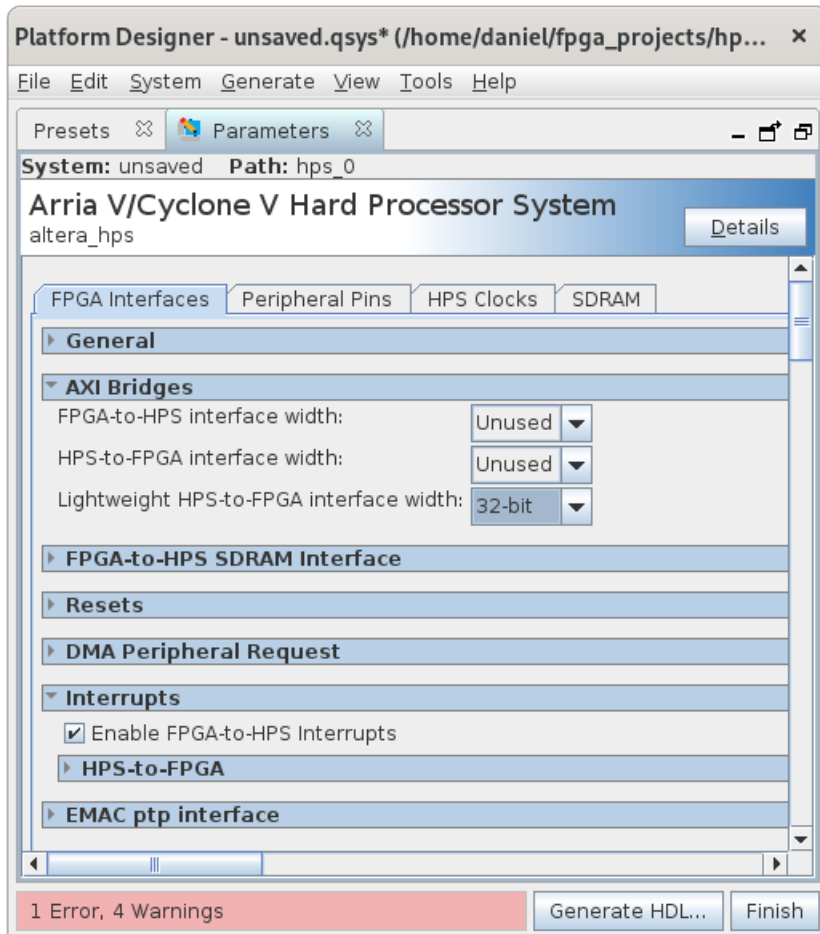 Platform Designer - unsaved.qsys* (/home/daniel/fpga_projects/hp...
File Edit System Generate View Tools Help
Presets Parameters
System: unsaved Path: hps_0
Arria V/Cyclone V Hard Processor System
altera_hps
Details
FPGA Interfaces Peripheral Pins HPS Clocks SDRAM
General
AXI Bridges
FPGA-to-HPS interface width: Unused
HPS-to-FPGA interface width: Unused
Lightweight HPS-to-FPGA interface width: 32-bit
FPGA-to-HPS SDRAM Interface
Resets
DMA Peripheral Request
Interrupts
Enable FPGA-to-HPS Interrupts
HPS-to-FPGA
EMAC ptp interface
1 Error, 4 Warnings Generate HDL... Finish